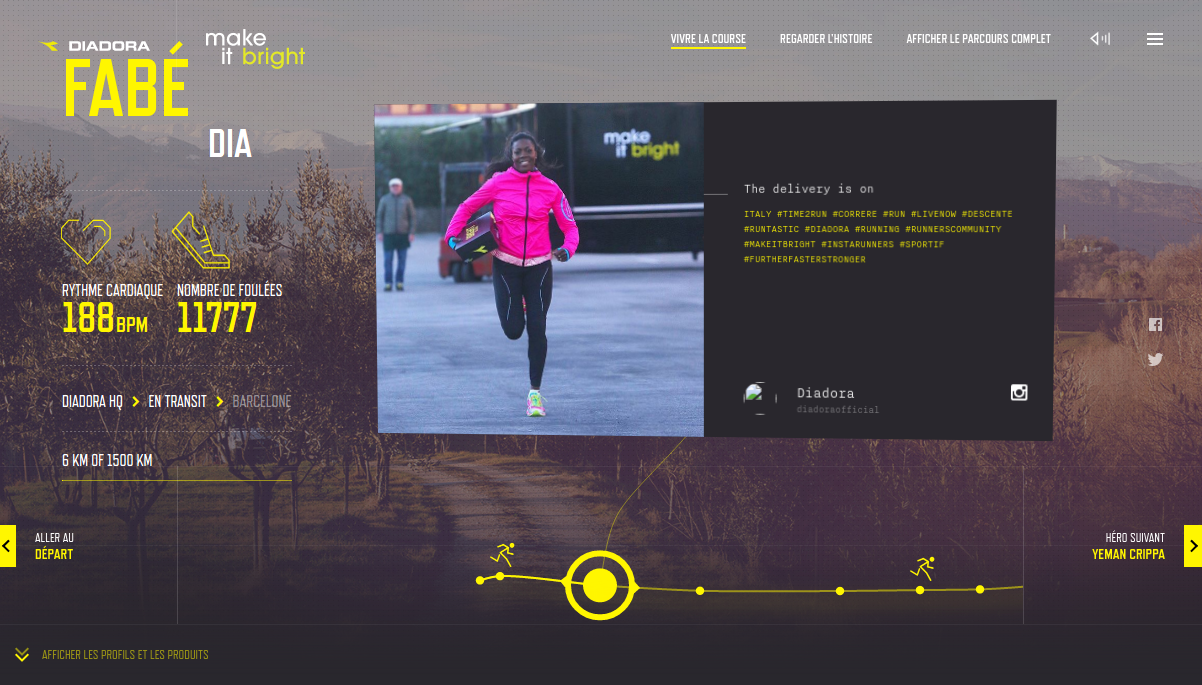 DIADORA
make
it bright
VIVRE LA COURSE
REGARDER L'HISTOIRE
AFFICHER LE PARCOURS COMPLET
FABÉ
DIA
RYTHME CARDIAQUE
188 BPM
NOMBRE DE FOULÉES
11777
DIADORA HQ
EN TRANSIT
BARCELONE
6 KM OF 1500 KM
make
it bright
The delivery is on
ITALY #TIME2RUN #CORRERE #RUN #LIVENOW #DESCENTE
#RUNTASTIC #DIADORA #RUNNING #RUNNERSCOMMUNITY
#MAKEITBRIGHT #INSTARUNNERS #SPORTIF
#FURTHERFASTERSTRONGER
Diadora
diadoraofficial
ALLER AU
DÉPART
HÉRO SUIVANT
YEMAN CRIPPA
AFFICHER LES PROFILS ET LES PRODUITS